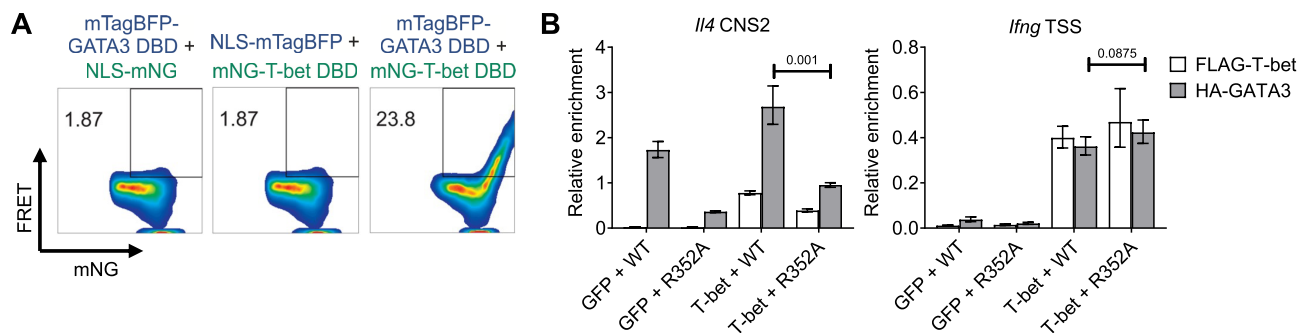 A
mTagBFP-
GATA3 DBD +
NLS-mNG
NLS-mTagBFP +
mNG-T-bet DBD
mTagBFP-
GATA3 DBD +
mNG-T-bet DBD
1.87
1.87
23.8
FRET
mNG
B
Il4 CNS2
Relative enrichment
4
3
2
1
0
0.001
GFP + WT
GFP + R352A
T-bet + WT
T-bet + R352A
Ifng TSS
Relative enrichment
0.8
0.6
0.4
0.2
0.0
0.0875
GFP + WT
GFP + R352A
T-bet + WT
T-bet + R352A
FLAG-T-bet
HA-GATA3